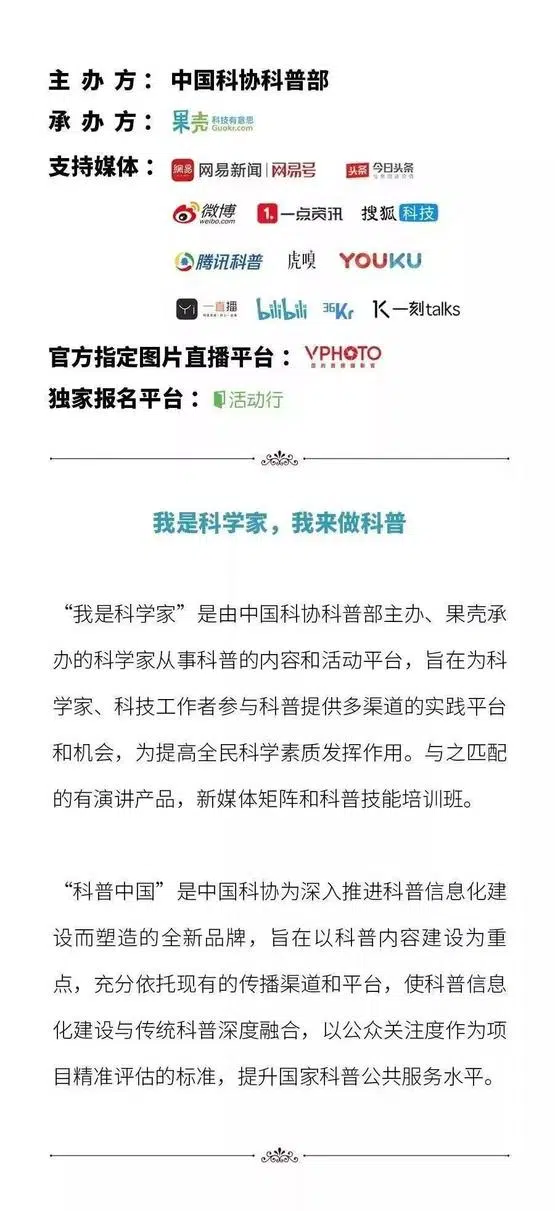 主 办 方： 中国科协科普部
承 办 方： 果壳 科技有意思 Guokr.com
支持媒体： 網易 网易新闻|网易号 头条 今日头条
微博 weibo.com 1. 一点资讯 搜狐 科技
腾讯科普 虎嗅 YOUKU
Yi 一直播 bilibili 36Kr 一刻talks
官方指定图片直播平台： VPHOTO
独家报名平台： 活动行
我是科学家，我来做科普
“我是科学家”是由中国科协科普部主办、果壳承
办的科学家从事科普的内容和活动平台，旨在为科
学家、科技工作者参与科普提供多渠道的实践平台
和机会，为提高全民科学素质发挥作用。与之匹配
的有演讲产品，新媒体矩阵和科普技能培训班。
“科普中国”是中国科协为深入推进科普信息化建
设而塑造的全新品牌，旨在以科普内容建设为重
点，充分依托现有的传播渠道和平台，使科普信息
化建设与传统科普深度融合，以公众关注度作为项
目精准评估的标准，提升国家科普公共服务水平。